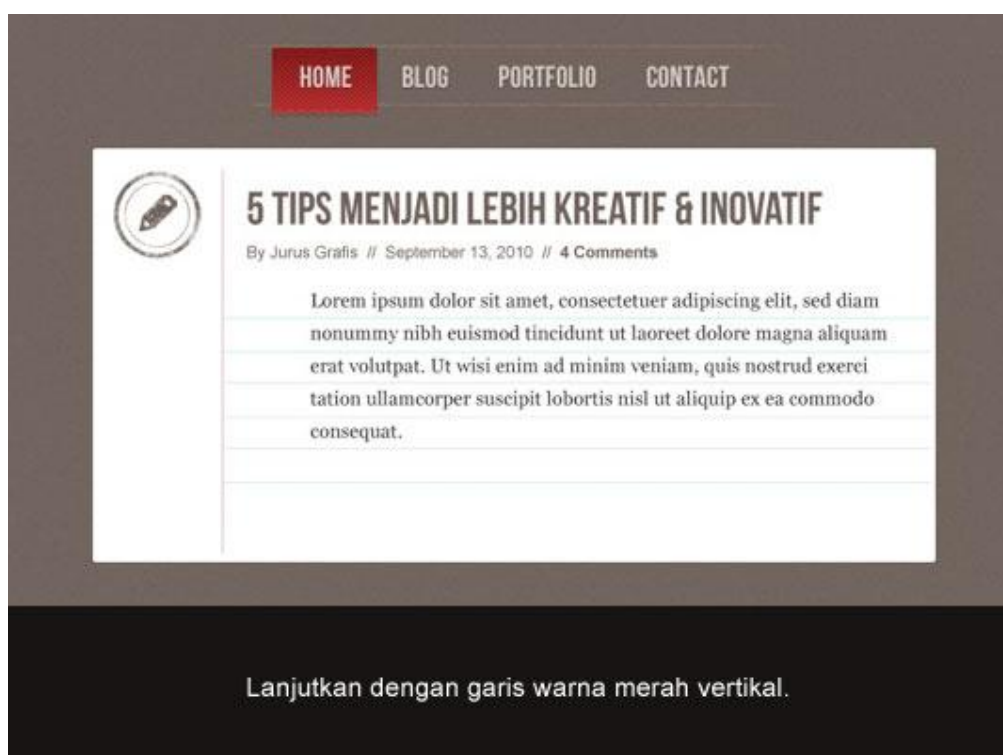 HOME BLOG PORTFOLIO CONTACT
5 TIPS MENJADI LEBIH KREATIF & INOVATIF
By Jurus Grafis // September 13, 2010 // 4 Comments
Lorem ipsum dolor sit amet, consectetuer adipiscing elit, sed diam
nonummy nibh euismod tincidunt ut laoreet dolore magna aliquam
erat volutpat. Ut wisi enim ad minim veniam, quis nostrud exerci
tation ullamcorper suscipit lobortis nisl ut aliquip ex ea commodo
consequat.
Lanjutkan dengan garis warna merah vertikal.